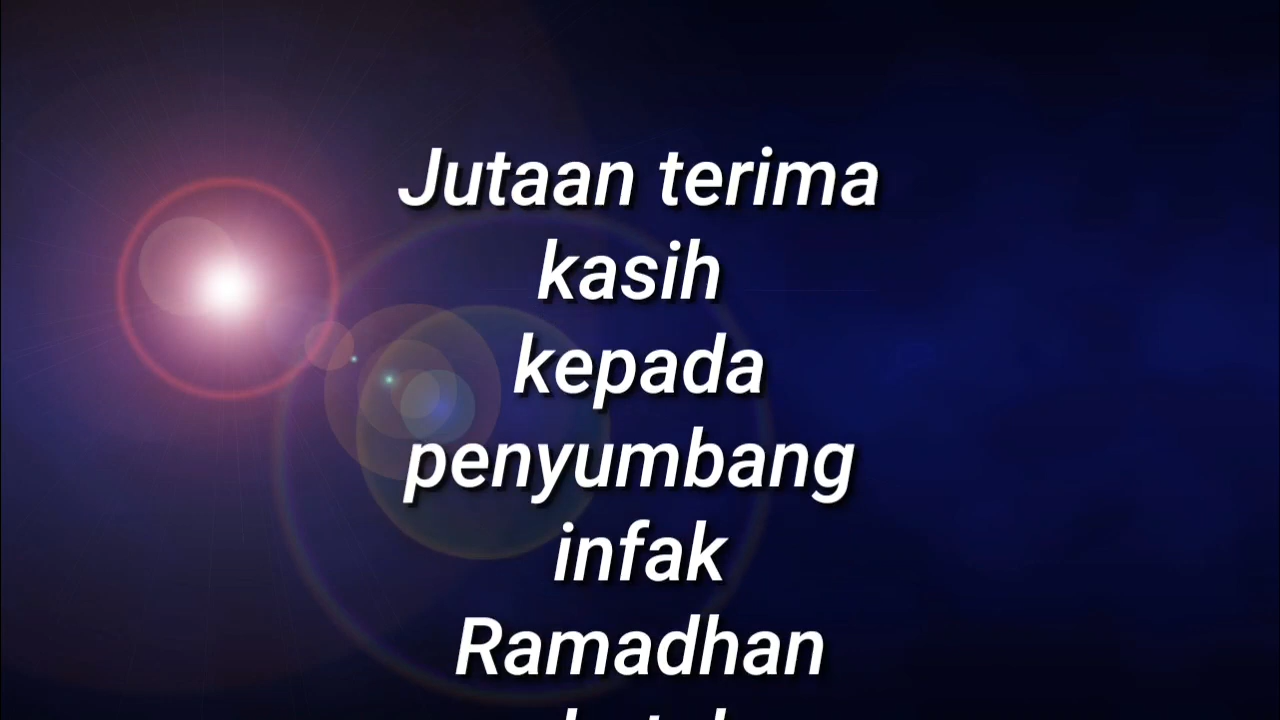 Jutaan terima
kasih
kepada
penyumbang
infak
Ramadhan